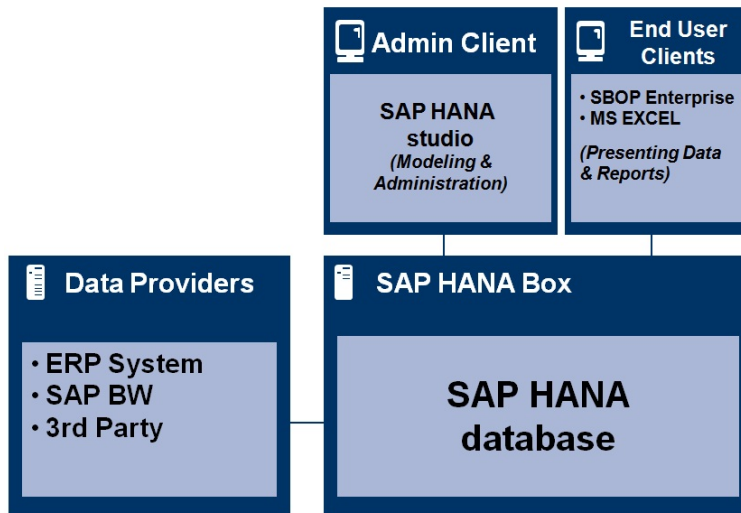 Admin Client
SAP HANA
studio
(Modeling &
Administration)
End User
Clients
• SBOP Enterprise
• MS EXCEL
(Presenting Data
& Reports)
Data Providers
• ERP System
• SAP BW
• 3rd Party
SAP HANA Box
SAP HANA
database